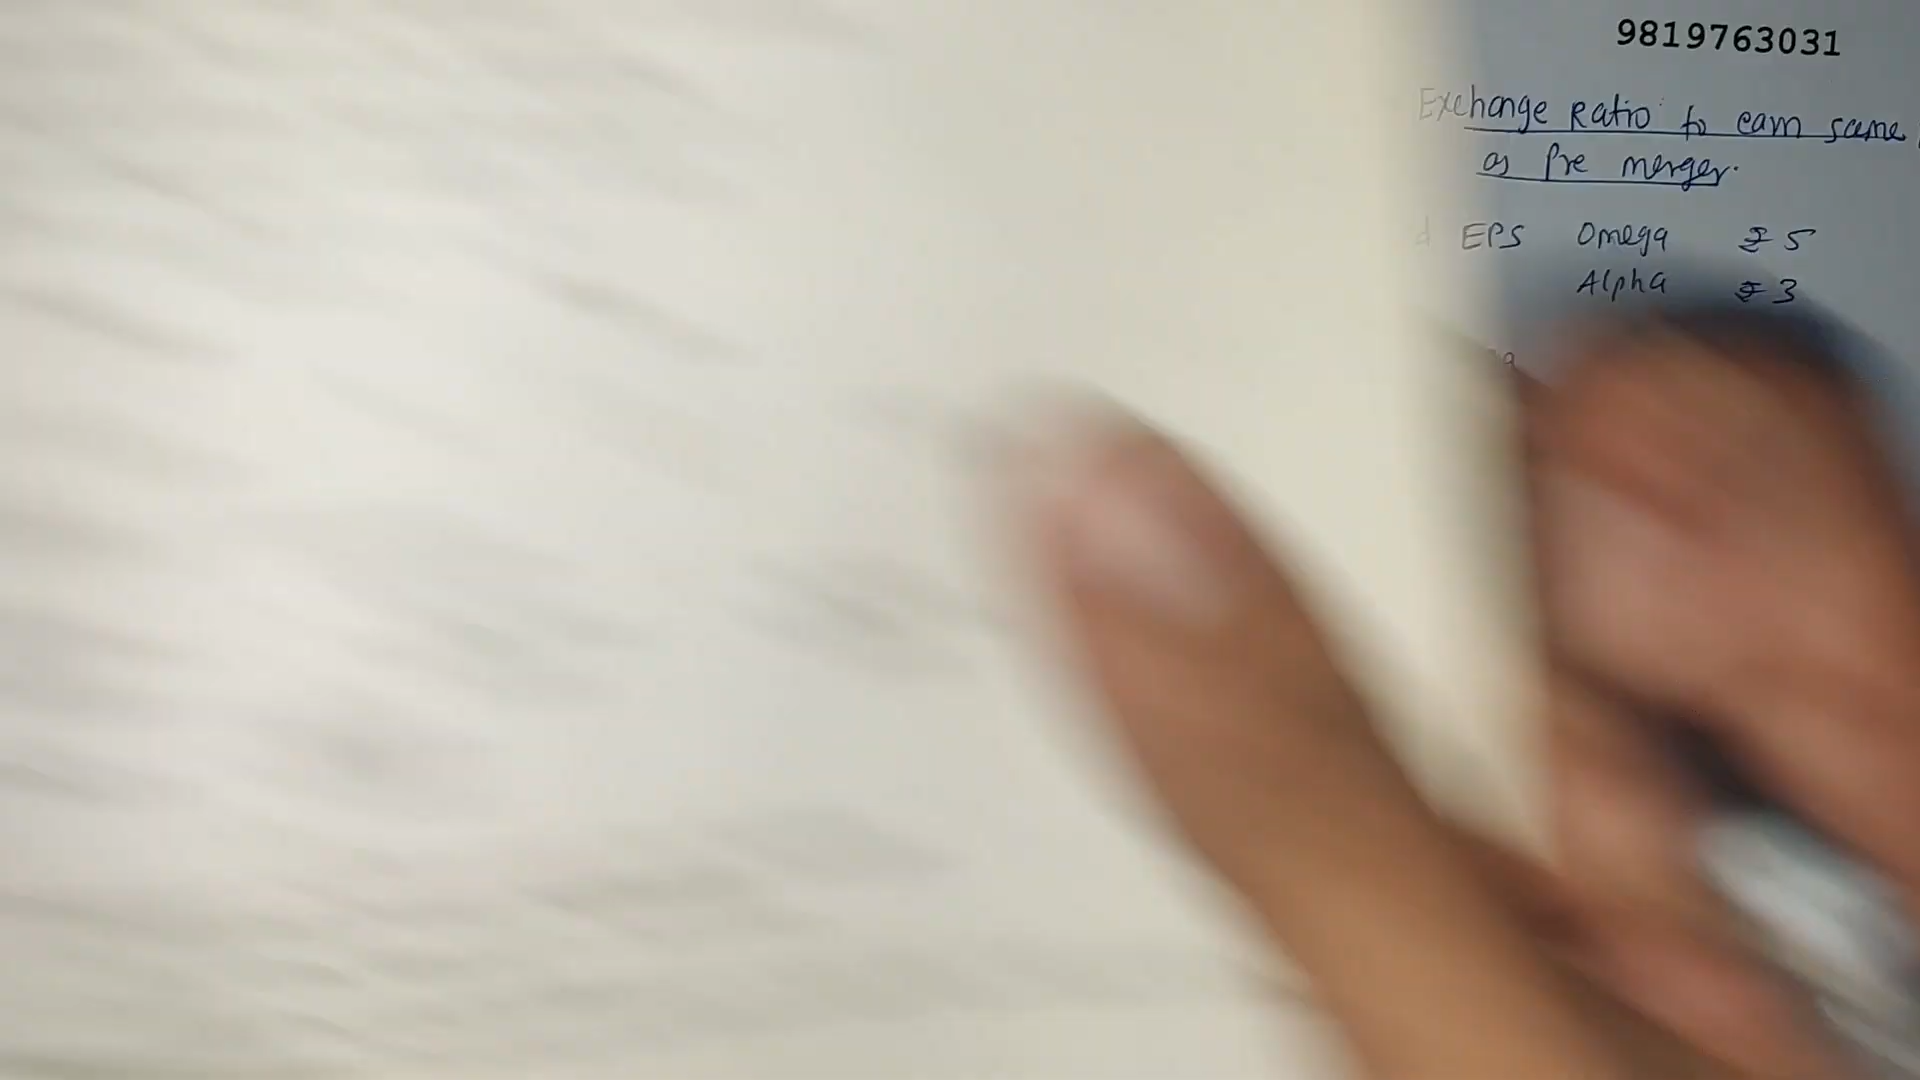 9819763031
Exchange Ratio to earn same
as Pre merger.
EPS Omega ₹ 5
Alpha ₹ 3